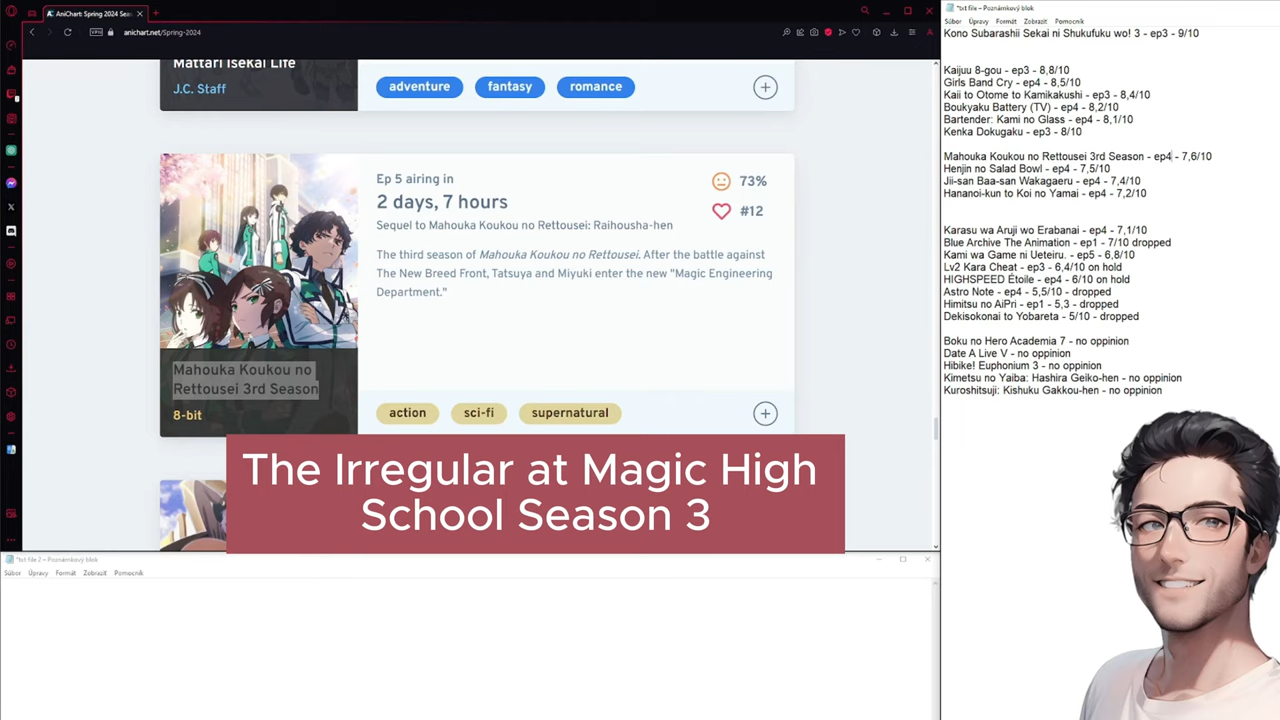 AniChart: Spring 2024 Seas
anichart.net/Spring-2024
VPN
Mattari Isekai Life
J.C. Staff
adventure
fantasy
romance
Ep 5 airing in
2 days, 7 hours
73%
#12
Sequel to Mahouka Koukou no Rettousei: Raihousha-hen
The third season of Mahouka Koukou no Rettousei. After the battle against
The New Breed Front, Tatsuya and Miyuki enter the new "Magic Engineering
Department."
Mahouka Koukou no
Rettousei 3rd Season
8-bit
action
sci-fi
supernatural
The Irregular at Magic High
School Season 3
*txt file 2 – Poznámkový blok
Súbor Úpravy Formát Zobraziť Pomocník
*txt file – Poznámkový blok
Súbor Úpravy Formát Zobraziť Pomocník
Kono Subarashii Sekai ni Shukufuku wo! 3 - ep3 - 9/10
Kaijuu 8-gou - ep3 - 8,8/10
Girls Band Cry - ep4 - 8,5/10
Kaii to Otome to Kamikakushi - ep3 - 8,4/10
Boukyaku Battery (TV) - ep4 - 8,2/10
Bartender: Kami no Glass - ep4 - 8,1/10
Kenka Dokugaku - ep3 - 8/10
Mahouka Koukou no Rettousei 3rd Season - ep4 - 7,6/10
Henjin no Salad Bowl - ep4 - 7,5/10
Jii-san Baa-san Wakagaeru - ep4 - 7,4/10
Hananoi-kun to Koi no Yamai - ep4 - 7,2/10
Karasu wa Aruji wo Erabanai - ep4 - 7,1/10
Blue Archive The Animation - ep1 - 7/10 dropped
Kami wa Game ni Ueteiru. - ep5 - 6,8/10
Lv2 Kara Cheat - ep3 - 6,4/10 on hold
HIGHSPEED Étoile - ep4 - 6/10 on hold
Astro Note - ep4 - 5,5/10 - dropped
Himitsu no AiPri - ep1 - 5,3 - dropped
Dekisokonai to Yobareta - 5/10 - dropped
Boku no Hero Academia 7 - no oppinion
Date A Live V - no oppinion
Hibike! Euphonium 3 - no oppinion
Kimetsu no Yaiba: Hashira Geiko-hen - no oppinion
Kuroshitsuji: Kishuku Gakkou-hen - no oppinion